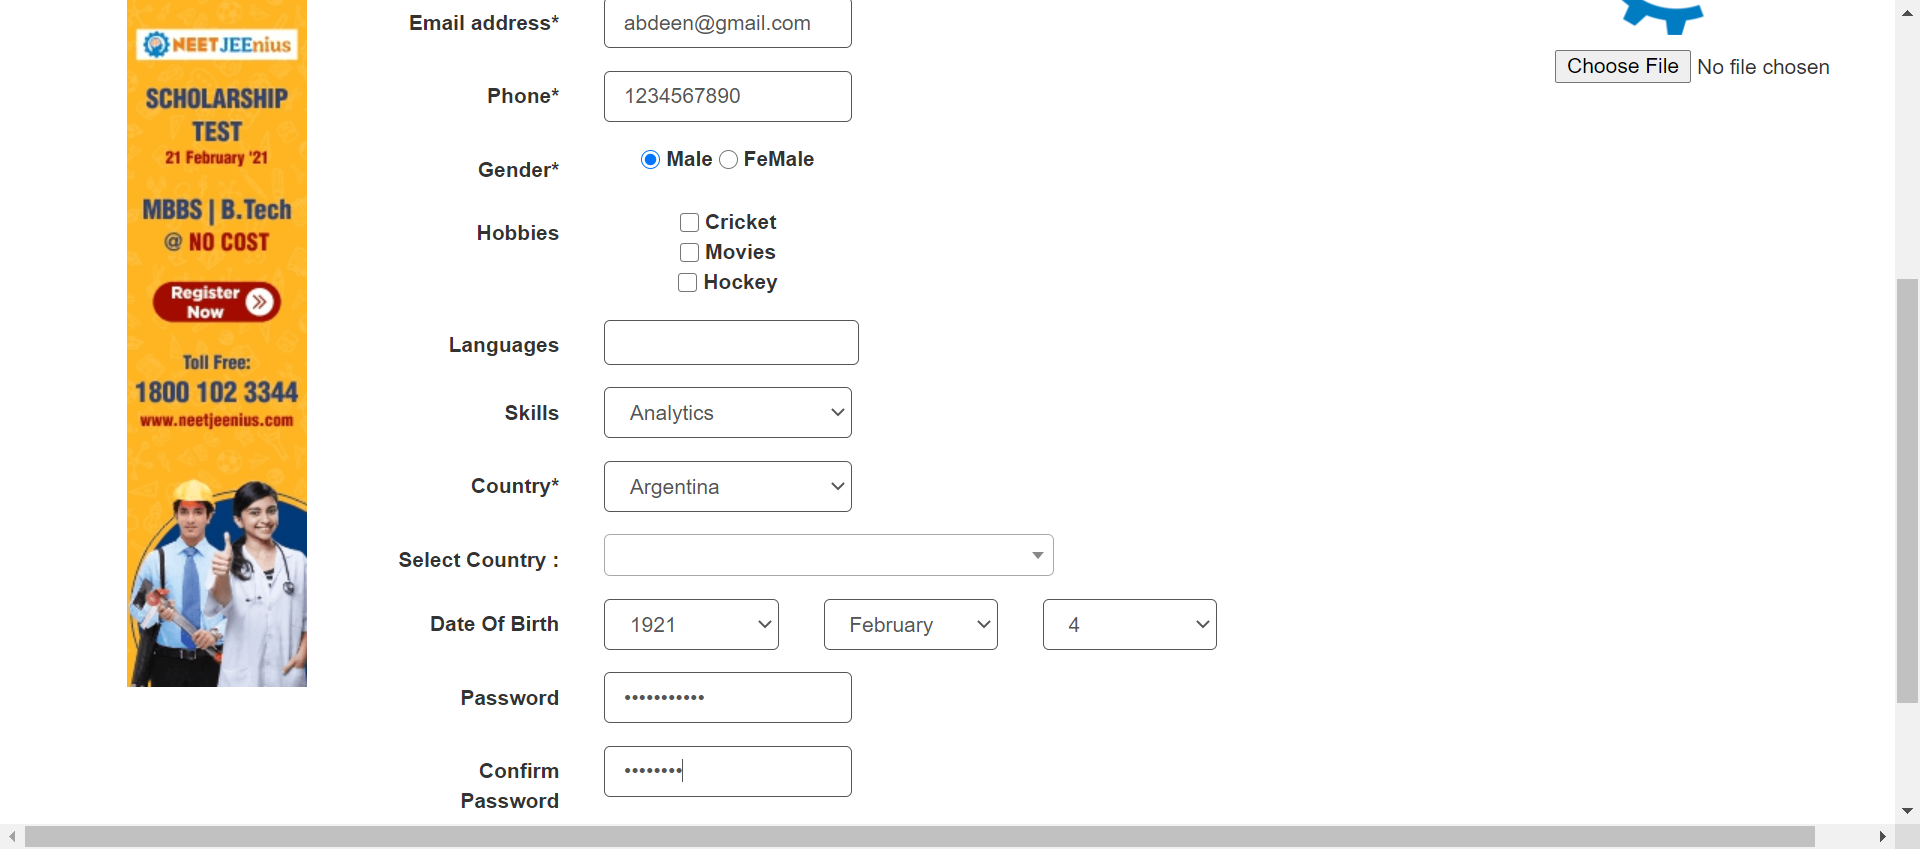 NEETJEEnius
SCHOLARSHIP
TEST
21 February '21
MBBS | B.Tech
@ NO COST
Register
Now
Toll Free:
1800 102 3344
www.neetjeenius.com
Email address* abdeen@gmail.com
Choose File No file chosen
Phone* 1234567890
Gender* Male FeMale
Hobbies Cricket
Movies
Hockey
Languages
Skills Analytics
Country* Argentina
Select Country :
Date Of Birth 1921 February 4
Password •••••••••••
Confirm ••••••••
Password